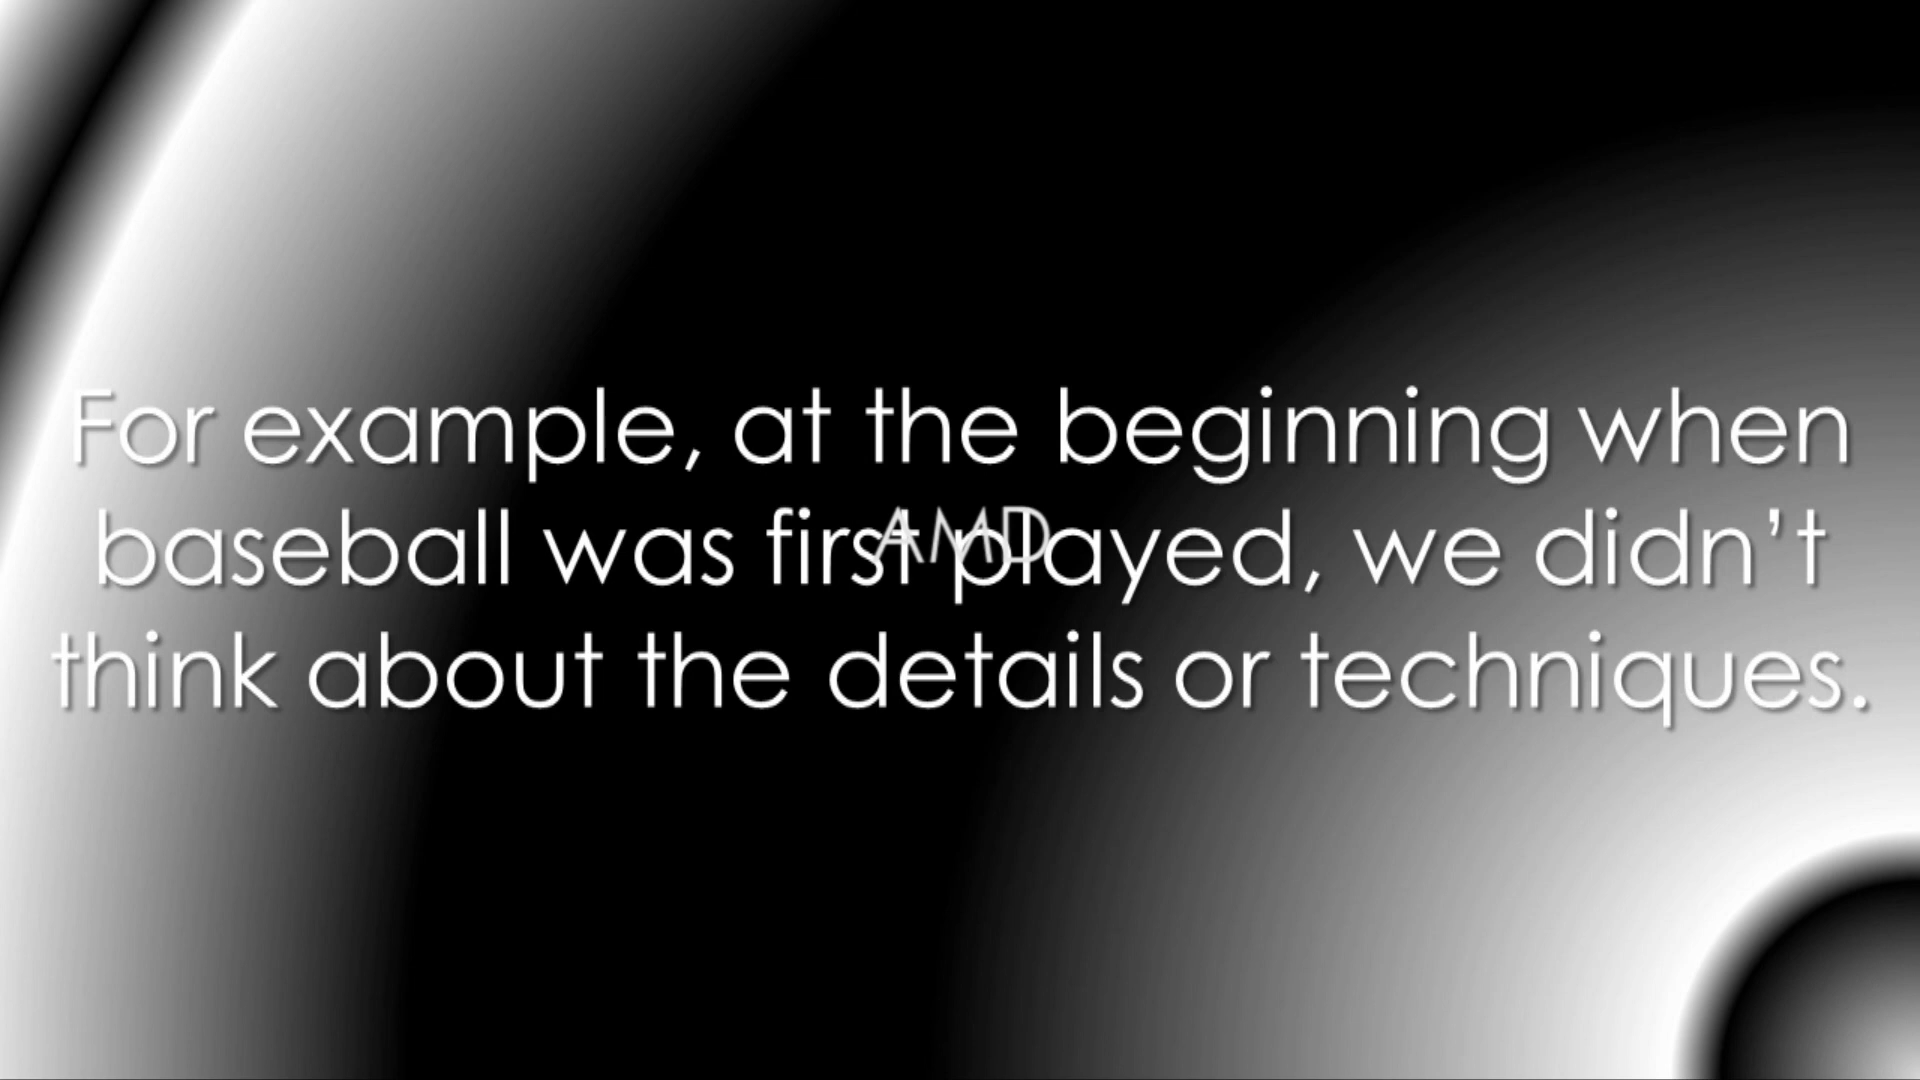 For example, at the beginning when
baseball was first played, we didn’t
think about the details or techniques.
AMD